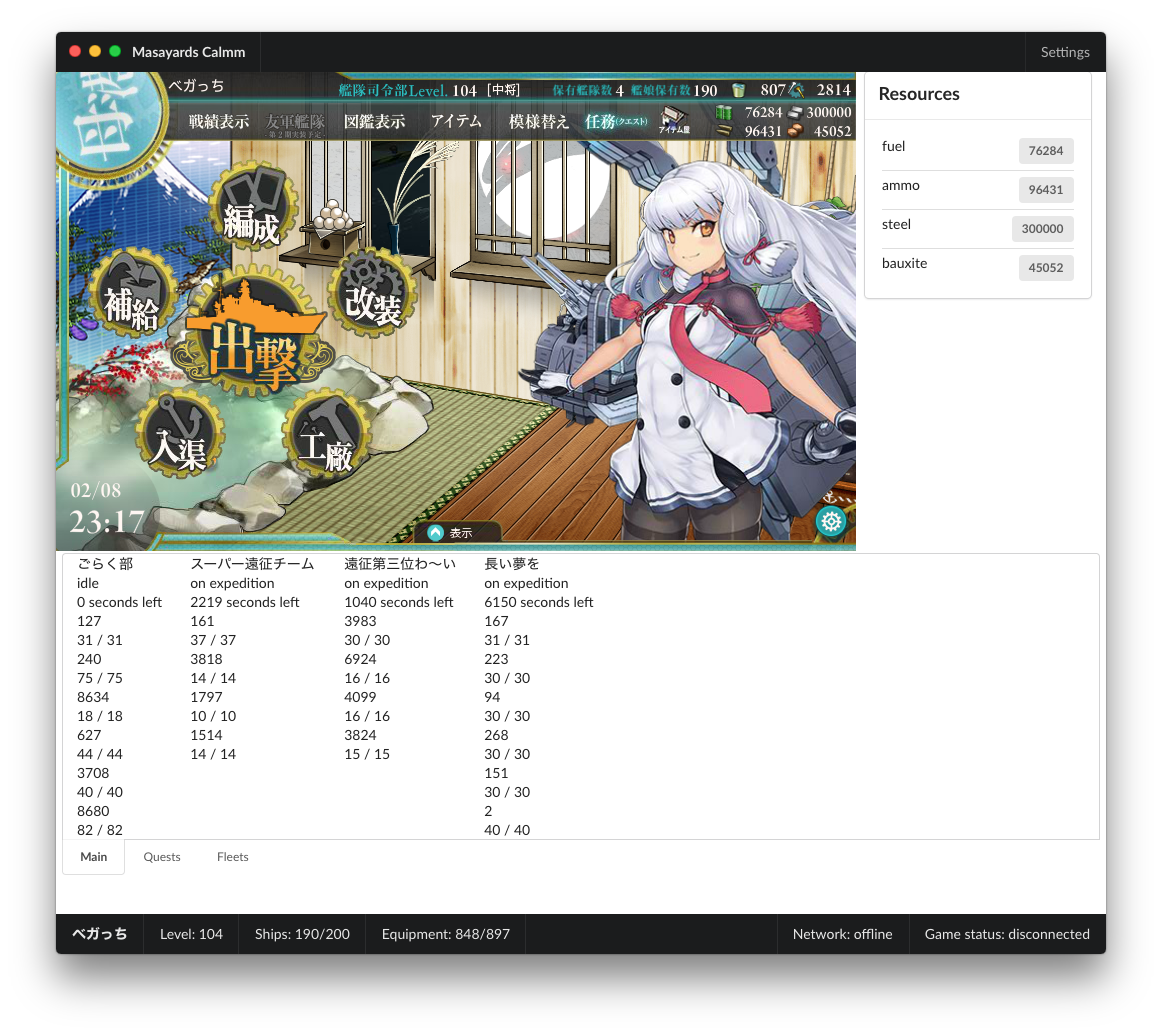 Masayards Calmm
Settings
母港
べガっち
艦隊司令部Level. 104 [中将]
保有艦隊数 4 艦娘保有数 190
807
2814
戦績表示
友軍艦隊
-第2期実装予定-
図鑑表示
アイテム
模様替え
任務(クエスト)
アイテム屋
76284
300000
96431
45052
編成
補給
出撃
改装
入渠
工廠
02/08
23:17
表示
Resources
fuel 76284
ammo 96431
steel 300000
bauxite 45052
ごらく部
idle
0 seconds left
127
31 / 31
240
75 / 75
8634
18 / 18
627
44 / 44
3708
40 / 40
8680
82 / 82
スーパー遠征チーム
on expedition
2219 seconds left
161
37 / 37
3818
14 / 14
1797
10 / 10
1514
14 / 14
遠征第三位わ〜い
on expedition
1040 seconds left
3983
30 / 30
6924
16 / 16
4099
16 / 16
3824
15 / 15
長い夢を
on expedition
6150 seconds left
167
31 / 31
223
30 / 30
94
30 / 30
268
30 / 30
151
30 / 30
2
40 / 40
Main
Quests
Fleets
べガっち
Level: 104
Ships: 190/200
Equipment: 848/897
Network: offline
Game status: disconnected